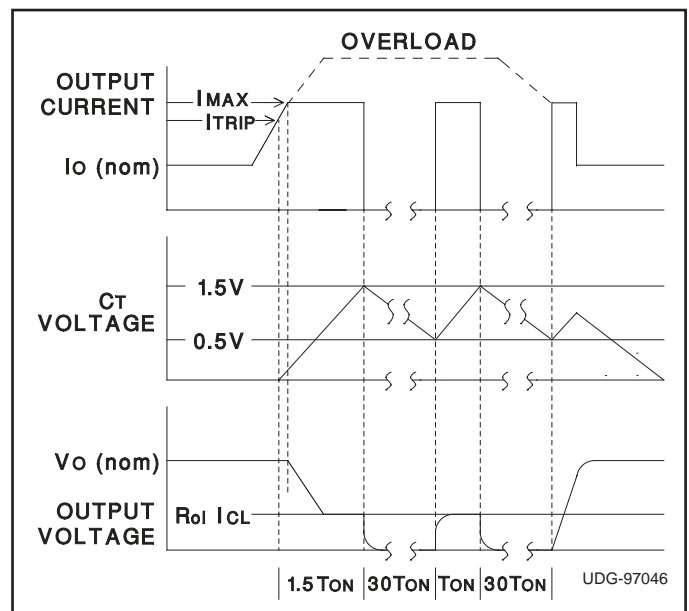 OVERLOAD
OUTPUT
CURRENT
IMAX
ITRIP
IO (nom)
CT
VOLTAGE
1.5V
0.5V
VO (nom)
OUTPUT
VOLTAGE
Rol ICL
1.5 TON 30TON TON 30TON
UDG-97046